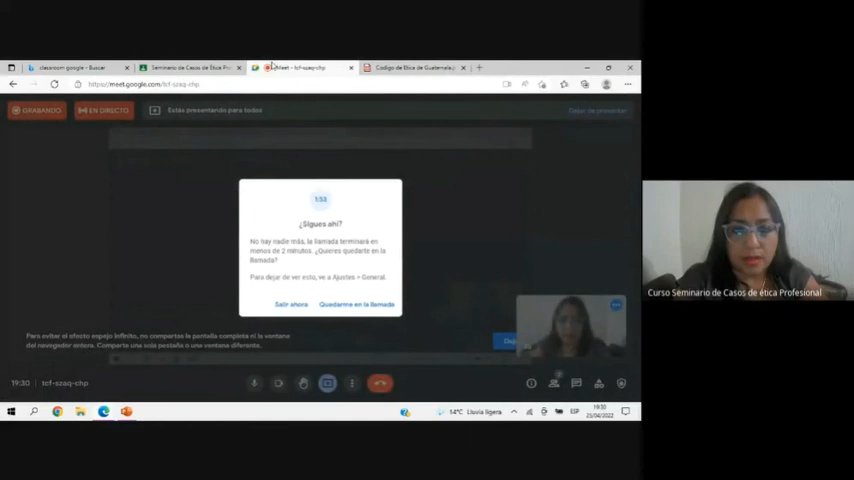 classroom google - Buscar
Seminario de Casos de Ética Pro
Meet - tcf-szaq-chp
Codigo de Etica de Guatemala.p
https://meet.google.com/tcf-szaq-chp
GRABANDO
EN DIRECTO
Estás presentando para todos
Dejar de presentar
1:53
¿Sigues ahí?
No hay nadie más, la llamada terminará en
menos de 2 minutos. ¿Quieres quedarte en la
llamada?
Para dejar de ver esto, ve a Ajustes > General.
Salir ahora
Quedarme en la llamada
Para evitar el efecto espejo infinito, no compartas la pantalla completa ni la ventana
del navegador entera. Comparte una sola pestaña o una ventana diferente.
19:30 | tcf-szaq-chp
14°C Lluvia ligera
ESP
19:30
25/04/2022
Curso Seminario de Casos de ética Profesional